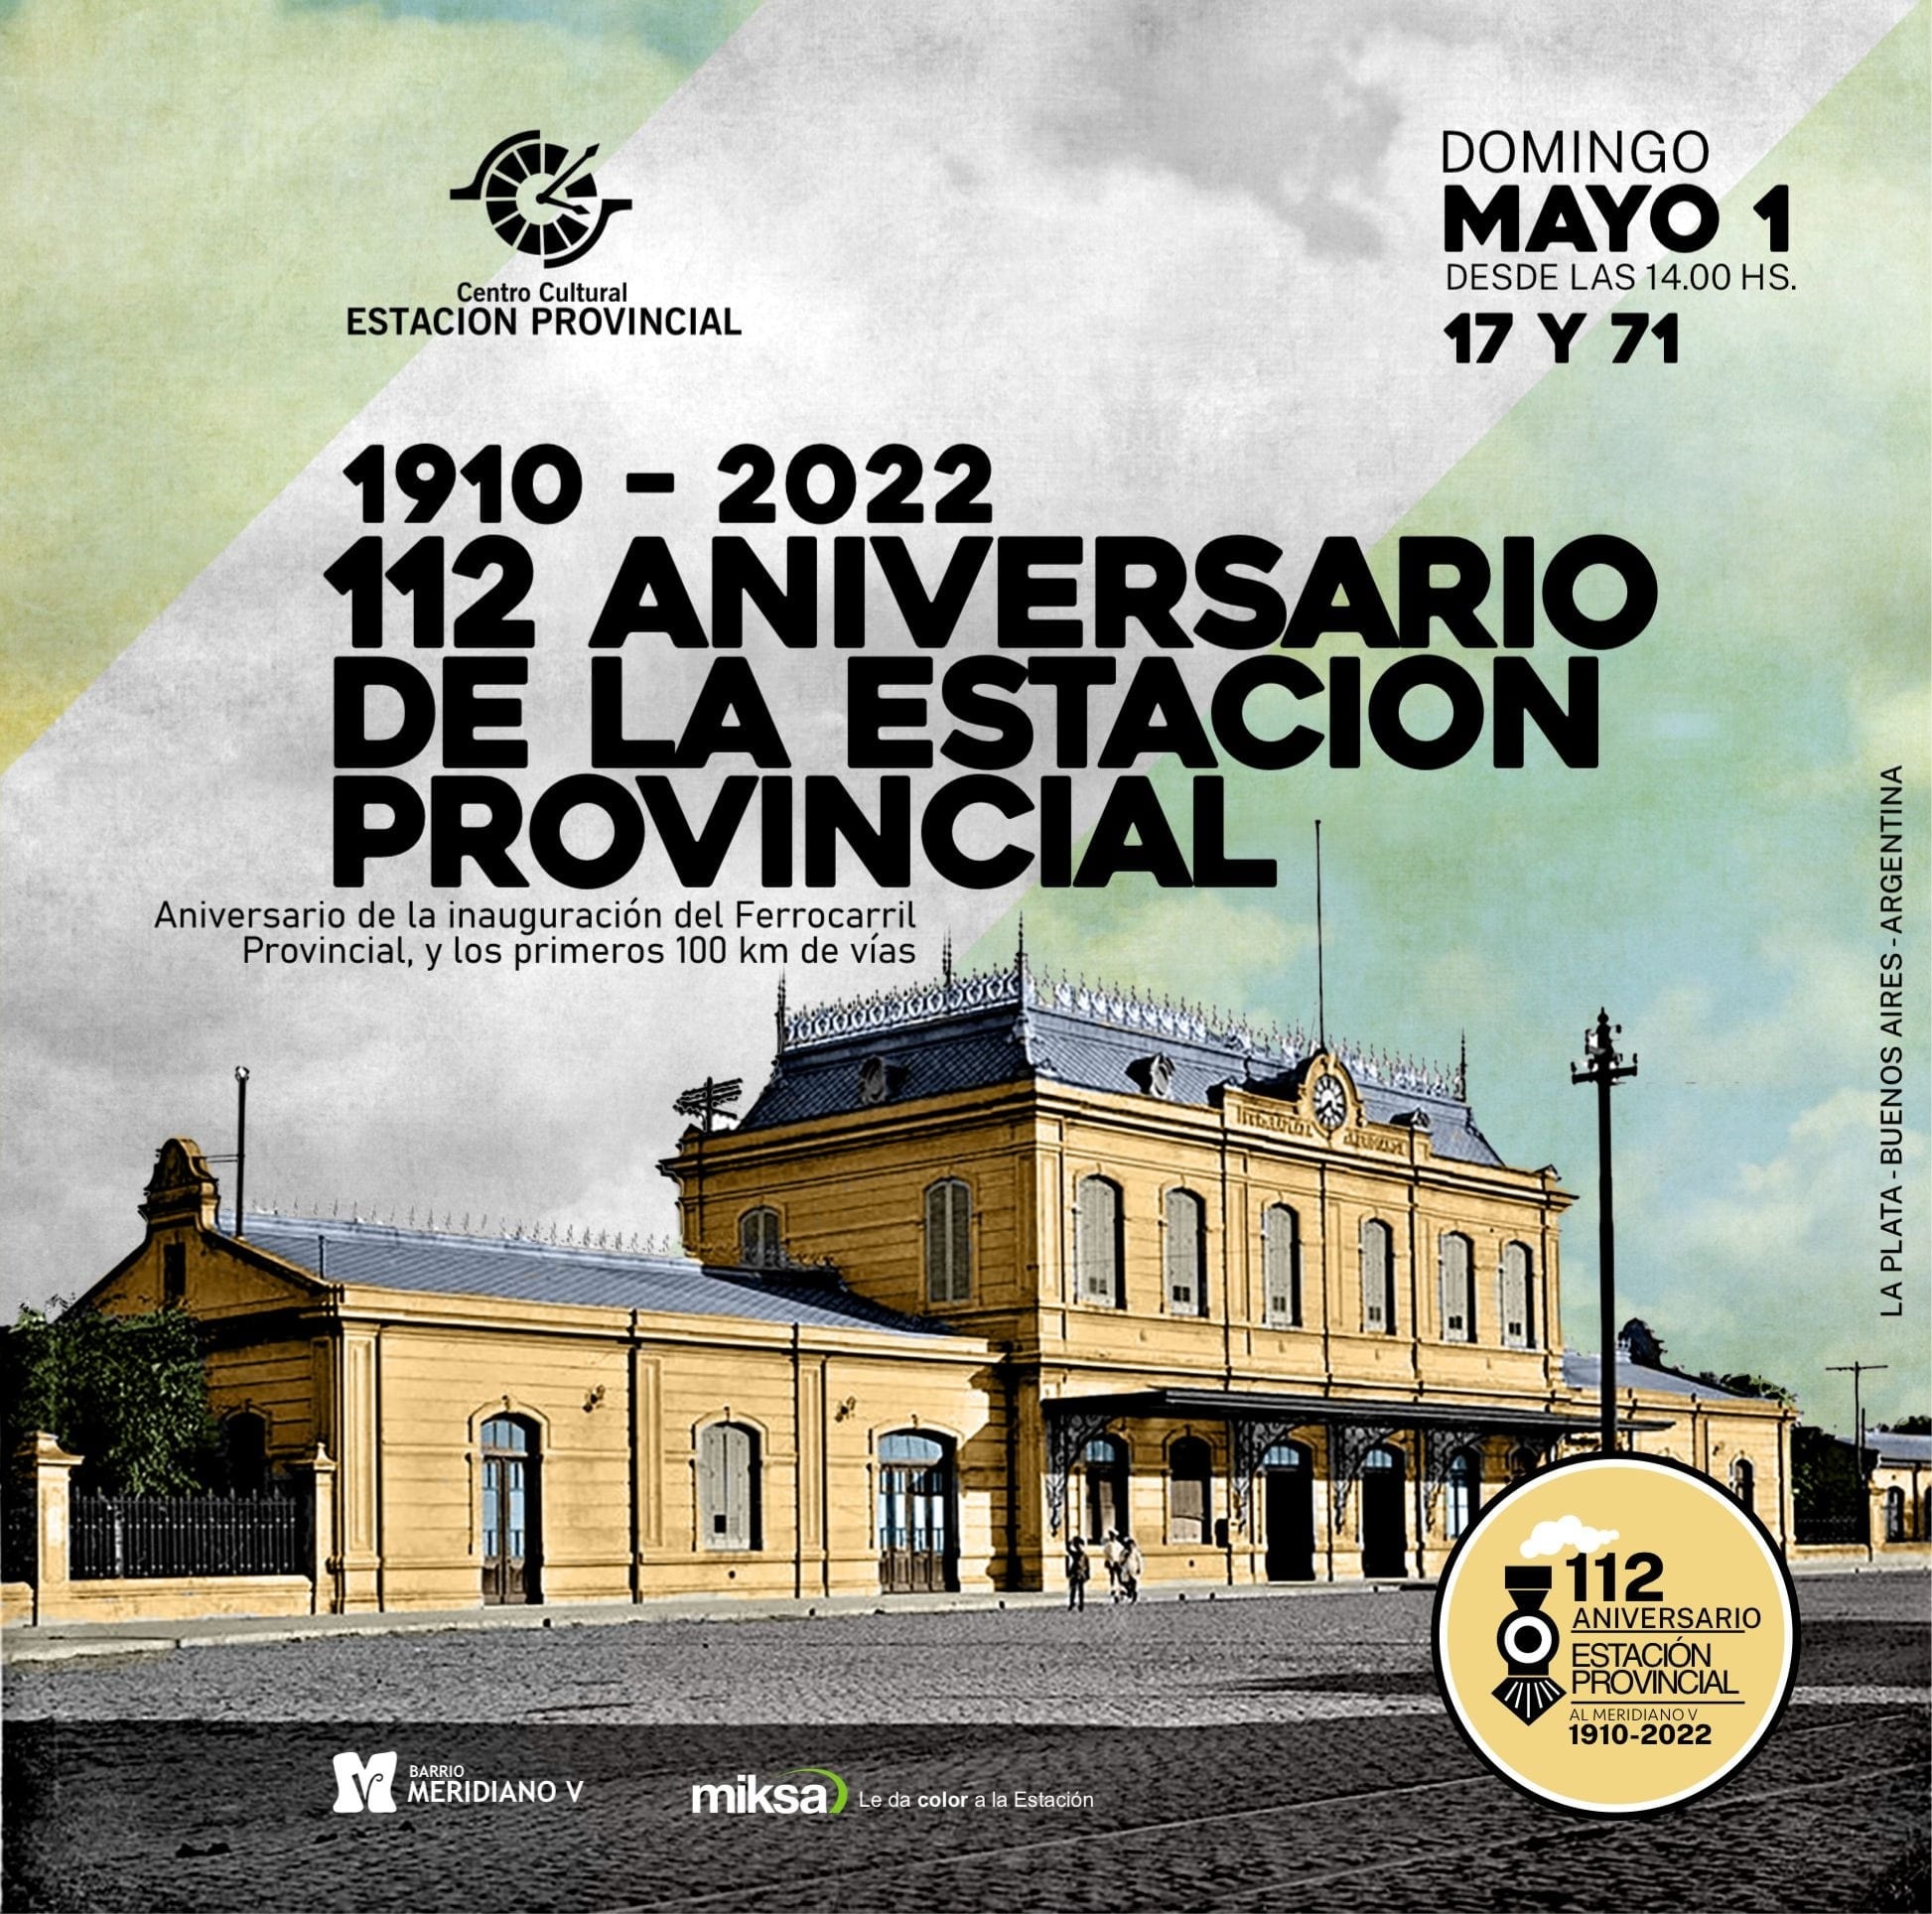 Centro Cultural
ESTACION PROVINCIAL
DOMINGO
MAYO 1
DESDE LAS 14.00 HS.
17 Y 71
1910 - 2022
112 ANIVERSARIO
DE LA ESTACION
PROVINCIAL
Aniversario de la inauguración del Ferrocarril
Provincial, y los primeros 100 km de vías
LA PLATA - BUENOS AIRES - ARGENTINA
112
ANIVERSARIO
ESTACIÓN
PROVINCIAL
AL MERIDIANO V
1910-2022
BARRIO
MERIDIANO V
miksa Le da color a la Estación